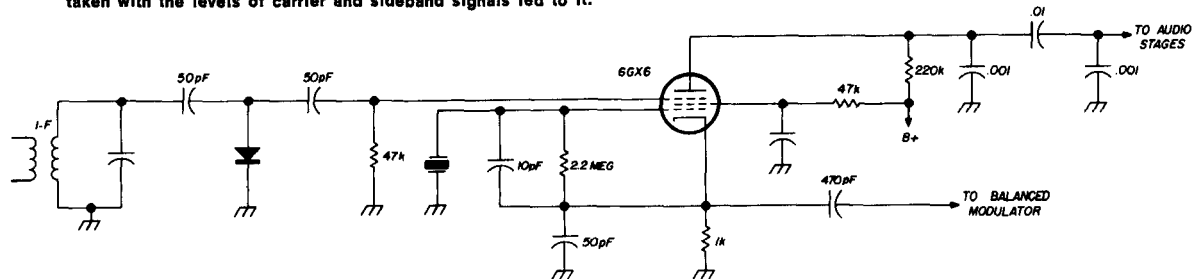 taken with the levels of carrier and sideband signals fed to it.
.01
TO AUDIO
STAGES
50pF
50pF
6GX6
220k
.001
.001
I-F
47k
B+
47k
10pF
2.2 MEG
470pF
TO BALANCED
MODULATOR
50pF
1k